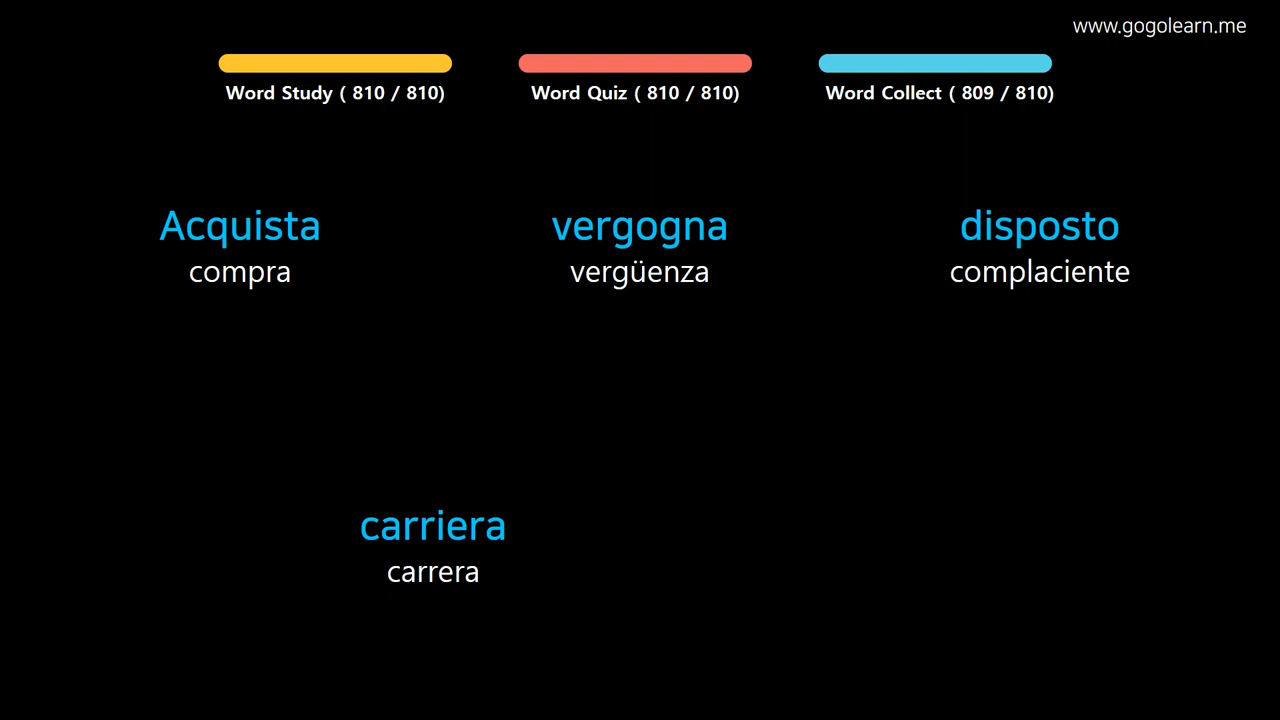 www.gogolearn.me
Word Study ( 810 / 810)
Word Quiz ( 810 / 810)
Word Collect ( 809 / 810)
Acquista
compra
vergogna
vergüenza
disposto
complaciente
carriera
carrera